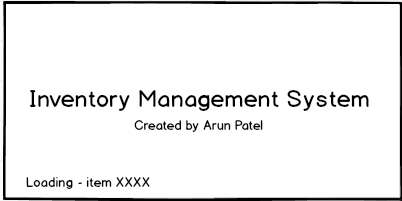 Inventory Management System
Created by Arun Patel
Loading - item XXXX